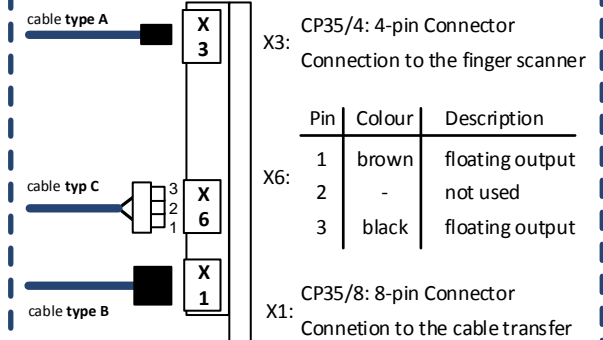 cable type A
X
3
X3:
CP35/4: 4-pin Connector
Connection to the finger scanner
Pin Colour Description
1 brown floating output
2 - not used
3 black floating output
X6:
cable typ C
3
2
1
X
6
cable type B
X
1
X1:
CP35/8: 8-pin Connector
Connetion to the cable transfer